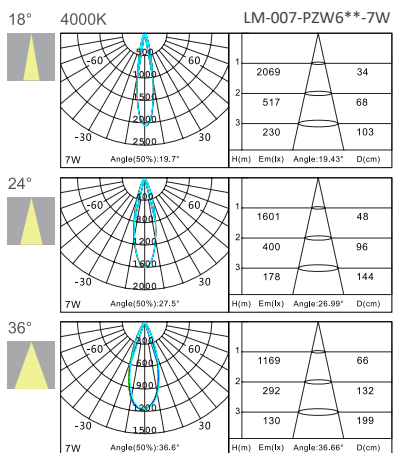 18° 4000K LM-007-PZW6**-7W
-60 60
500
1000
1500
2000
2500
-30 30
7W Angle(50%):19.7°
1 2069 34
2 517 68
3 230 103
H(m) Em(lx) Angle:19.43° D(cm)
24°
-60 60
400
800
1200
1600
2000
-30 30
7W Angle(50%):27.5°
1 1601 48
2 400 96
3 178 144
H(m) Em(lx) Angle:26.99° D(cm)
36°
-60 60
300
600
900
1200
1500
-30 30
7W Angle(50%):36.6°
1 1169 66
2 292 132
3 130 199
H(m) Em(lx) Angle:36.66° D(cm)